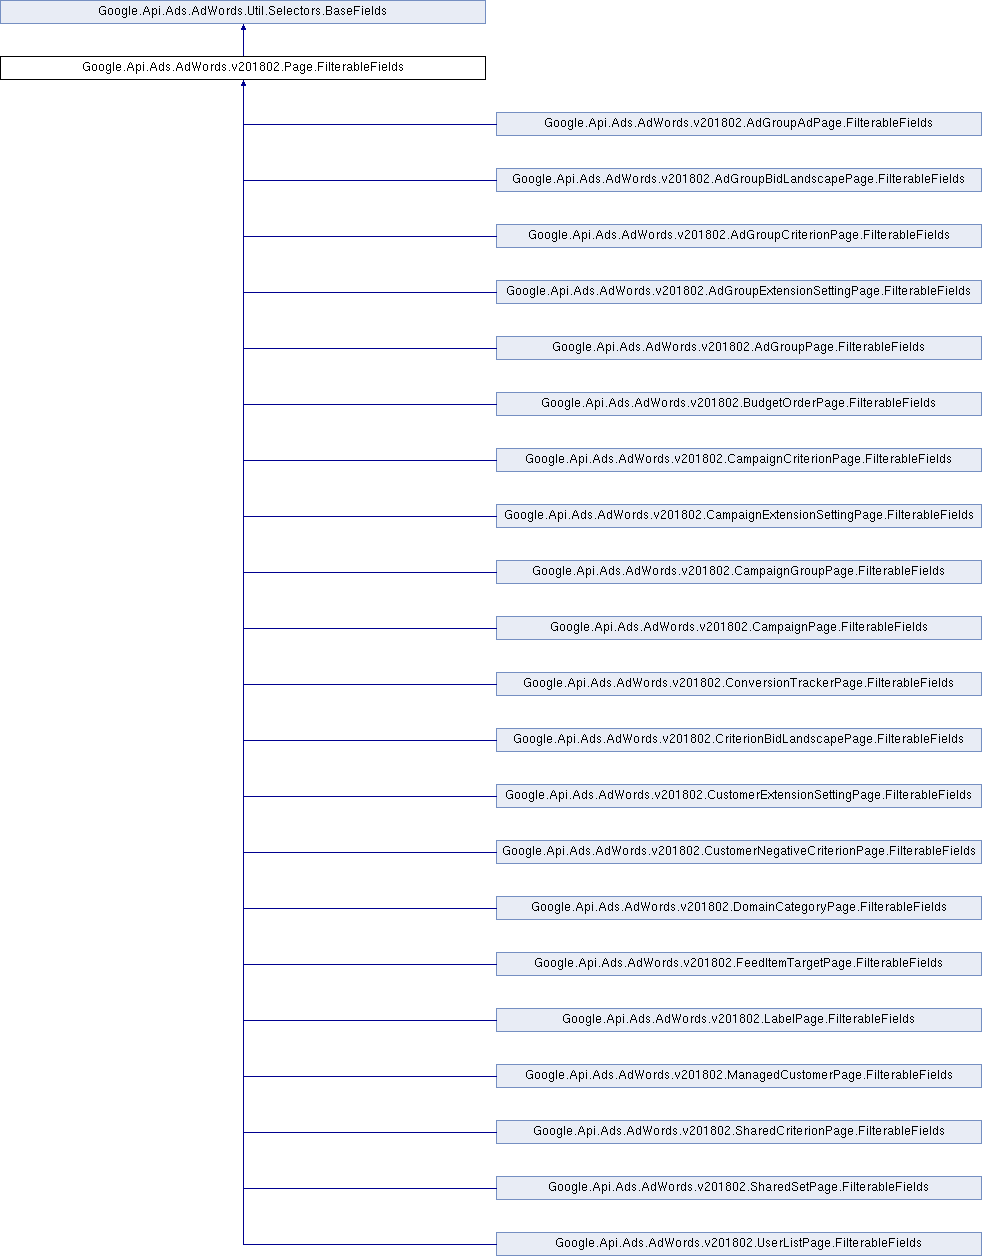 Google.Api.Ads.AdWords.Util.Selectors.BaseFields
Google.Api.Ads.AdWords.v201802.Page.FilterableFields
Google.Api.Ads.AdWords.v201802.AdGroupAdPage.FilterableFields
Google.Api.Ads.AdWords.v201802.AdGroupBidLandscapePage.FilterableFields
Google.Api.Ads.AdWords.v201802.AdGroupCriterionPage.FilterableFields
Google.Api.Ads.AdWords.v201802.AdGroupExtensionSettingPage.FilterableFields
Google.Api.Ads.AdWords.v201802.AdGroupPage.FilterableFields
Google.Api.Ads.AdWords.v201802.BudgetOrderPage.FilterableFields
Google.Api.Ads.AdWords.v201802.CampaignCriterionPage.FilterableFields
Google.Api.Ads.AdWords.v201802.CampaignExtensionSettingPage.FilterableFields
Google.Api.Ads.AdWords.v201802.CampaignGroupPage.FilterableFields
Google.Api.Ads.AdWords.v201802.CampaignPage.FilterableFields
Google.Api.Ads.AdWords.v201802.ConversionTrackerPage.FilterableFields
Google.Api.Ads.AdWords.v201802.CriterionBidLandscapePage.FilterableFields
Google.Api.Ads.AdWords.v201802.CustomerExtensionSettingPage.FilterableFields
Google.Api.Ads.AdWords.v201802.CustomerNegativeCriterionPage.FilterableFields
Google.Api.Ads.AdWords.v201802.DomainCategoryPage.FilterableFields
Google.Api.Ads.AdWords.v201802.FeedItemTargetPage.FilterableFields
Google.Api.Ads.AdWords.v201802.LabelPage.FilterableFields
Google.Api.Ads.AdWords.v201802.ManagedCustomerPage.FilterableFields
Google.Api.Ads.AdWords.v201802.SharedCriterionPage.FilterableFields
Google.Api.Ads.AdWords.v201802.SharedSetPage.FilterableFields
Google.Api.Ads.AdWords.v201802.UserListPage.FilterableFields